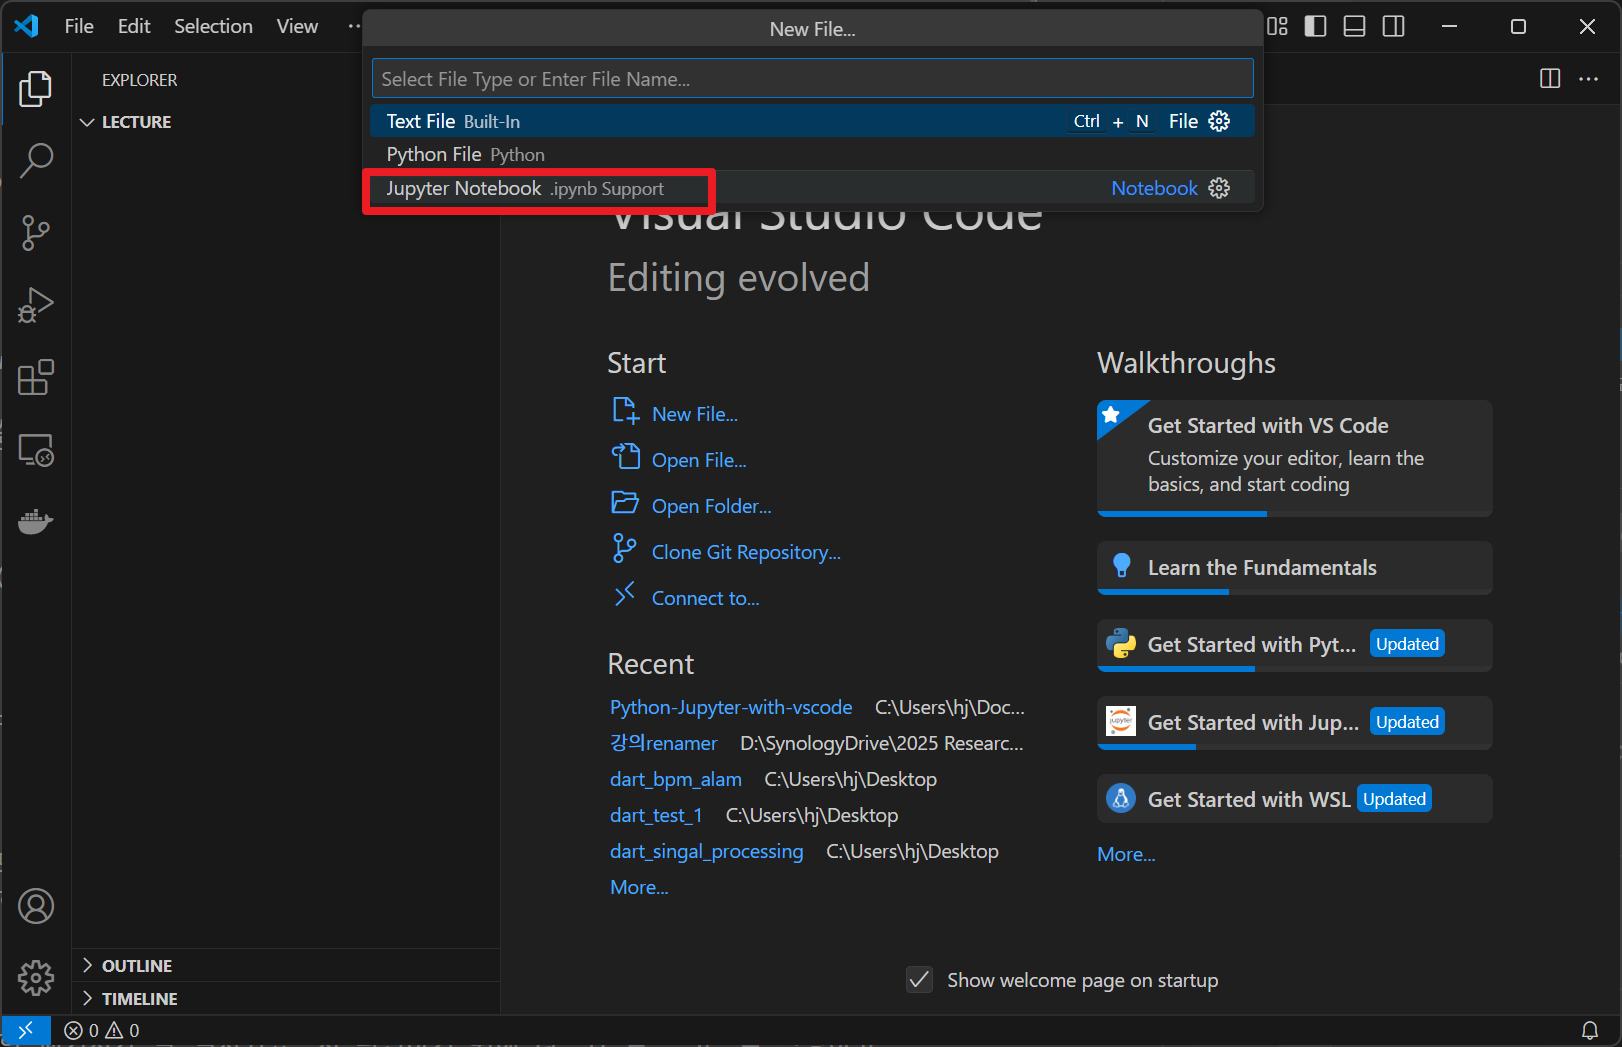 File Edit Selection View ··
New File...
Select File Type or Enter File Name...
Text File Built-In Ctrl + N File
Python File Python
Jupyter Notebook .ipynb Support Notebook
EXPLORER
LECTURE
Visual Studio Code
Editing evolved
Start
New File...
Open File...
Open Folder...
Clone Git Repository...
Connect to...
Recent
Python-Jupyter-with-vscode C:\Users\hj\Doc...
강의renamer D:\SynologyDrive\2025 Researc...
dart_bpm_alam C:\Users\hj\Desktop
dart_test_1 C:\Users\hj\Desktop
dart_singal_processing C:\Users\hj\Desktop
More...
Walkthroughs
Get Started with VS Code
Customize your editor, learn the
basics, and start coding
Learn the Fundamentals
Get Started with Pyt... Updated
jupyter
Get Started with Jup... Updated
Get Started with WSL Updated
More...
Show welcome page on startup
OUTLINE
TIMELINE
0 0